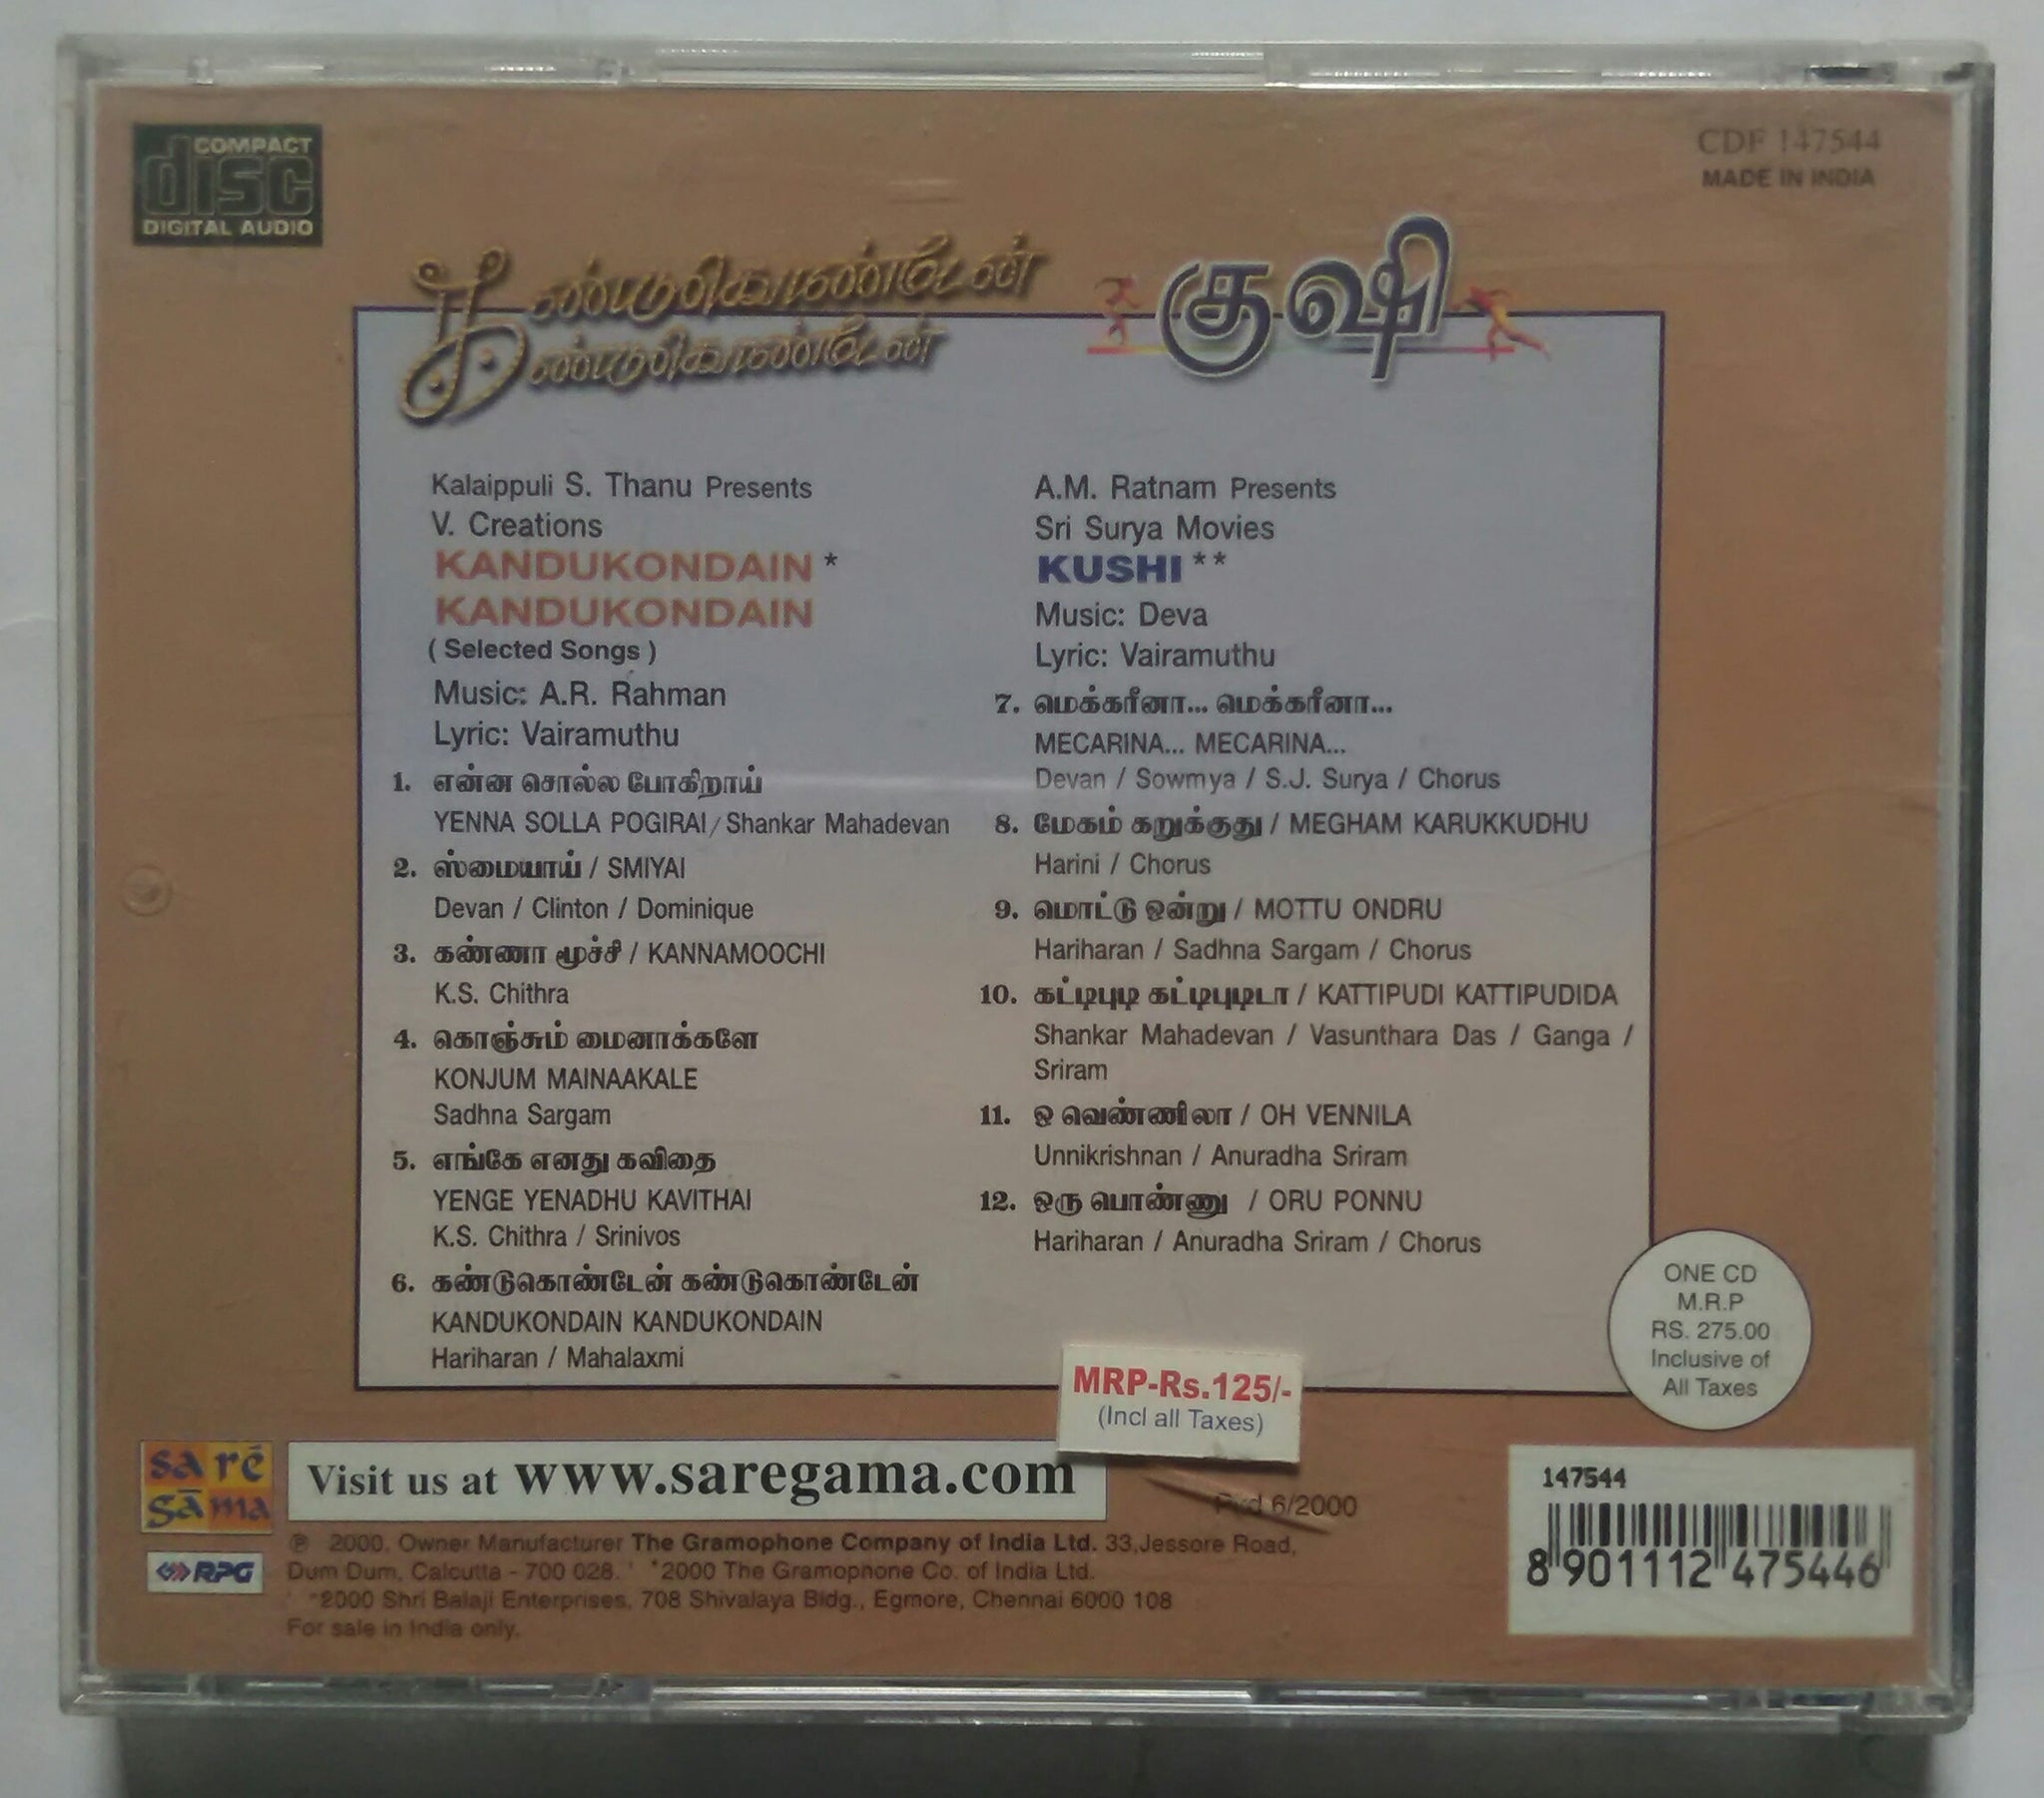 COMPACT
disc
DIGITAL AUDIO
CDF 147544
MADE IN INDIA
கண்டுகொண்டேன்
கண்டுகொண்டேன்
குஷி
Kalaippuli S. Thanu Presents
V. Creations
KANDUKONDAIN *
KANDUKONDAIN
( Selected Songs )
Music: A.R. Rahman
Lyric: Vairamuthu
1. என்ன சொல்ல போகிறாய்
YENNA SOLLA POGIRAI / Shankar Mahadevan
2. ஸ்மையாய் / SMIYAI
Devan / Clinton / Dominique
3. கண்ணா மூச்சி / KANNAMOOCHI
K.S. Chithra
4. கொஞ்சும் மைனாக்களே
KONJUM MAINAAKALE
Sadhna Sargam
5. எங்கே எனது கவிதை
YENGE YENADHU KAVITHAI
K.S. Chithra / Srinivos
6. கண்டுகொண்டேன் கண்டுகொண்டேன்
KANDUKONDAIN KANDUKONDAIN
Hariharan / Mahalaxmi
A.M. Ratnam Presents
Sri Surya Movies
KUSHI **
Music: Deva
Lyric: Vairamuthu
7. மெக்கரீனா... மெக்கரீனா...
MECARINA... MECARINA...
Devan / Sowmya / S.J. Surya / Chorus
8. மேகம் கறுக்குது / MEGHAM KARUKKUDHU
Harini / Chorus
9. மொட்டு ஒன்று / MOTTU ONDRU
Hariharan / Sadhna Sargam / Chorus
10. கட்டிபுடி கட்டிபுடிடா / KATTIPUDI KATTIPUDIDA
Shankar Mahadevan / Vasunthara Das / Ganga /
Sriram
11. ஓ வெண்ணிலா / OH VENNILA
Unnikrishnan / Anuradha Sriram
12. ஒரு பொண்ணு / ORU PONNU
Hariharan / Anuradha Sriram / Chorus
ONE CD
M.R.P
RS. 275.00
Inclusive of
All Taxes
MRP-Rs.125/-
(Incl all Taxes)
sa re
gāma
RPG
Visit us at www.saregama.com
6/2000
℗ 2000, Owner Manufacturer The Gramophone Company of India Ltd. 33,Jessore Road,
Dum Dum, Calcutta - 700 028. *2000 The Gramophone Co. of India Ltd.
**2000 Shri Balaji Enterprises, 708 Shivalaya Bldg., Egmore, Chennai 6000 108
For sale in India only.
147544
8 901112 475446